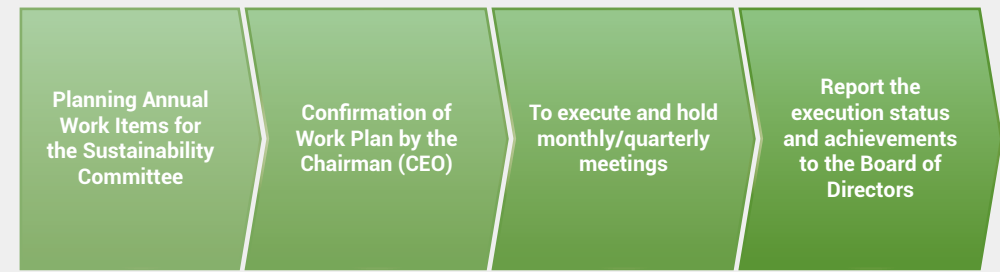 Planning Annual
Work Items for
the Sustainability
Committee
Confirmation of
Work Plan by the
Chairman (CEO)
To execute and hold
monthly/quarterly
meetings
Report the
execution status
and achievements
to the Board of
Directors